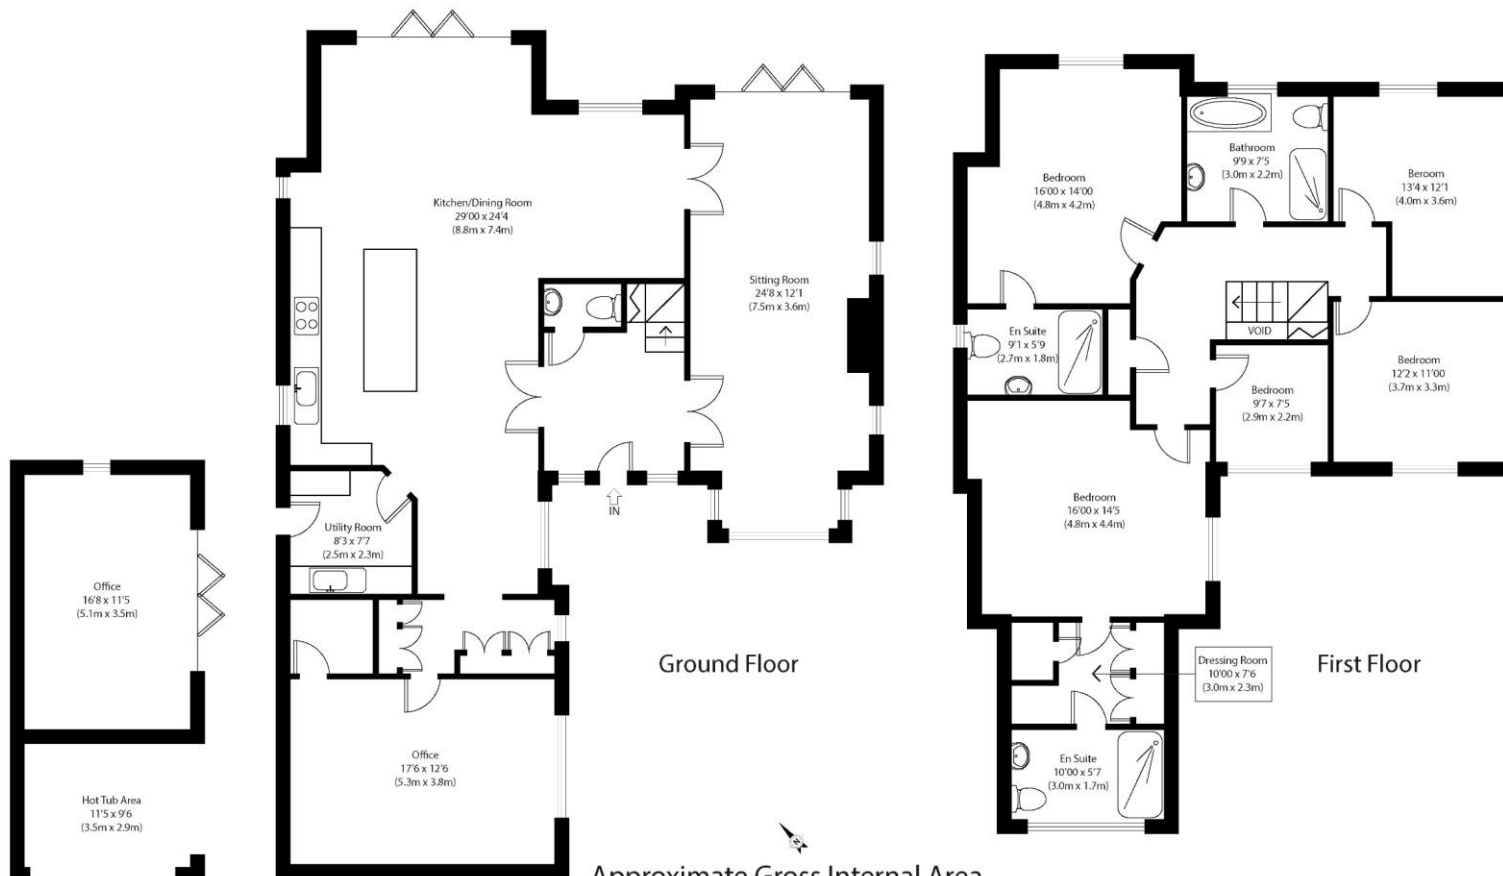 Kitchen/Dining Room
29'00 x 24'4
(8.8m x 7.4m)
Sitting Room
24'8 x 12'1
(7.5m x 3.6m)
IN
Utility Room
8'3 x 7'7
(2.5m x 2.3m)
Office
16'8 x 11'5
(5.1m x 3.5m)
Hot Tub Area
11'5 x 9'6
(3.5m x 2.9m)
Office
17'6 x 12'6
(5.3m x 3.8m)
Ground Floor
Bedroom
16'00 x 14'00
(4.8m x 4.2m)
Bathroom
9'9 x 7'5
(3.0m x 2.2m)
Beroom
13'4 x 12'1
(4.0m x 3.6m)
En Suite
9'1 x 5'9
(2.7m x 1.8m)
VOID
Bedroom
9'7 x 7'5
(2.9m x 2.2m)
Bedroom
12'2 x 11'00
(3.7m x 3.3m)
Bedroom
16'00 x 14'5
(4.8m x 4.4m)
Dressing Room
10'00 x 7'6
(3.0m x 2.3m)
En Suite
10'00 x 5'7
(3.0m x 1.7m)
First Floor
N
Approximate Gross Internal Area